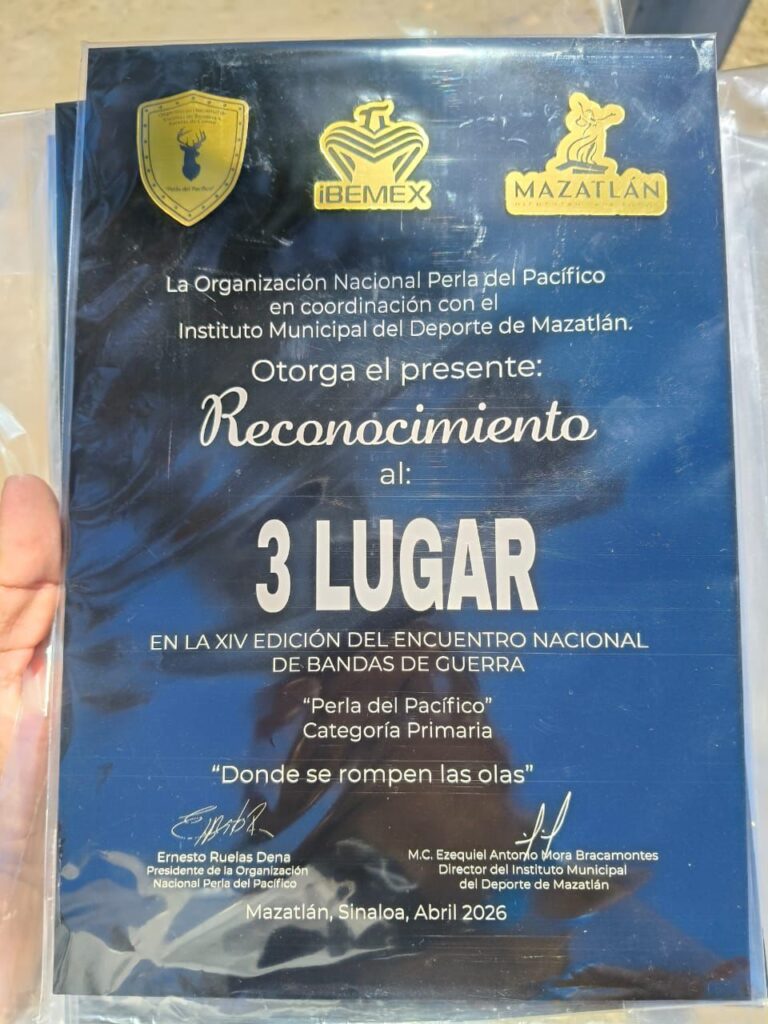 "Perla del Pacífico"
iBEMEX
MAZATLÁN
La Organización Nacional Perla del Pacífico
en coordinación con el
Instituto Municipal del Deporte de Mazatlán.
Otorga el presente:
Reconocimiento
al:
3 LUGAR
EN LA XIV EDICIÓN DEL ENCUENTRO NACIONAL
DE BANDAS DE GUERRA
“Perla del Pacífico”
Categoría Primaria
“Donde se rompen las olas”
Ernesto Ruelas Dena
Presidente de la Organización
Nacional Perla del Pacífico
M.C. Ezequiel Antonio Mora Bracamontes
Director del Instituto Municipal
del Deporte de Mazatlán
Mazatlán, Sinaloa, Abril 2026